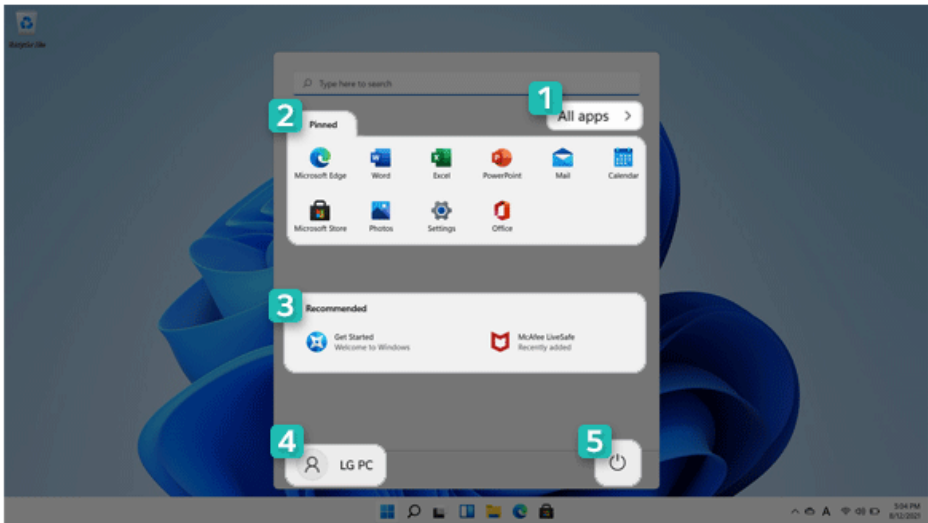 Recycle Bin
Type here to search
1
All apps >
2
Pinned
Microsoft Edge Word Excel PowerPoint Mail Calendar
Microsoft Store Photos Settings Office
3
Recommended
Get Started
Welcome to Windows
McAfee LiveSafe
Recently added
4
LG PC
5
A
5:04 PM
8/12/2021